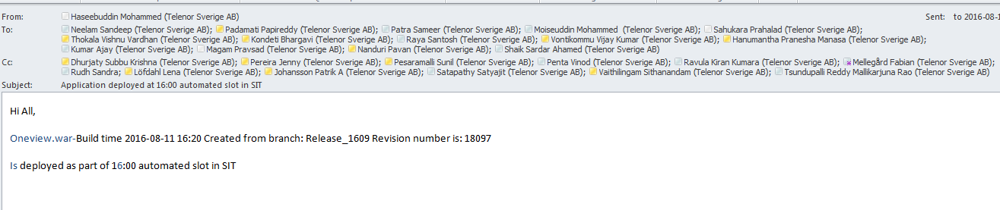 From: Haseebuddin Mohammed (Telenor Sverige AB) Sent: to 2016-08-1
To: Neelam Sandeep (Telenor Sverige AB); Padamati Papireddy (Telenor Sverige AB); Patra Sameer (Telenor Sverige AB); Moiseuddin Mohammed (Telenor Sverige AB); Sahukara Prahalad (Telenor Sverige AB);
Thokala Vishnu Vardhan (Telenor Sverige AB); Kondeti Bhargavi (Telenor Sverige AB); Raya Santosh (Telenor Sverige AB); Vontikommu Vijay Kumar (Telenor Sverige AB); Hanumantha Pranesha Manasa (Telenor Sverige AB);
Kumar Ajay (Telenor Sverige AB); Magam Pravsad (Telenor Sverige AB); Nanduri Pavan (Telenor Sverige AB); Shaik Sardar Ahamed (Telenor Sverige AB)
Cc: Dhurjaty Subbu Krishna (Telenor Sverige AB); Pereira Jenny (Telenor Sverige AB); Pesaramalli Sunil (Telenor Sverige AB); Penta Vinod (Telenor Sverige AB); Ravula Kiran Kumara (Telenor Sverige AB); Mellegård Fabian (Telenor Sverige AB);
Rudh Sandra; Löfdahl Lena (Telenor Sverige AB); Johansson Patrik A (Telenor Sverige AB); Satapathy Satyajit (Telenor Sverige AB); Vaithilingam Sithanandam (Telenor Sverige AB); Tsundupalli Reddy Mallikarjuna Rao (Telenor Sverige AB)
Subject: Application deployed at 16:00 automated slot in SIT
Hi All,
Oneview.war-Build time 2016-08-11 16:20 Created from branch: Release_1609 Revision number is: 18097
Is deployed as part of 16:00 automated slot in SIT